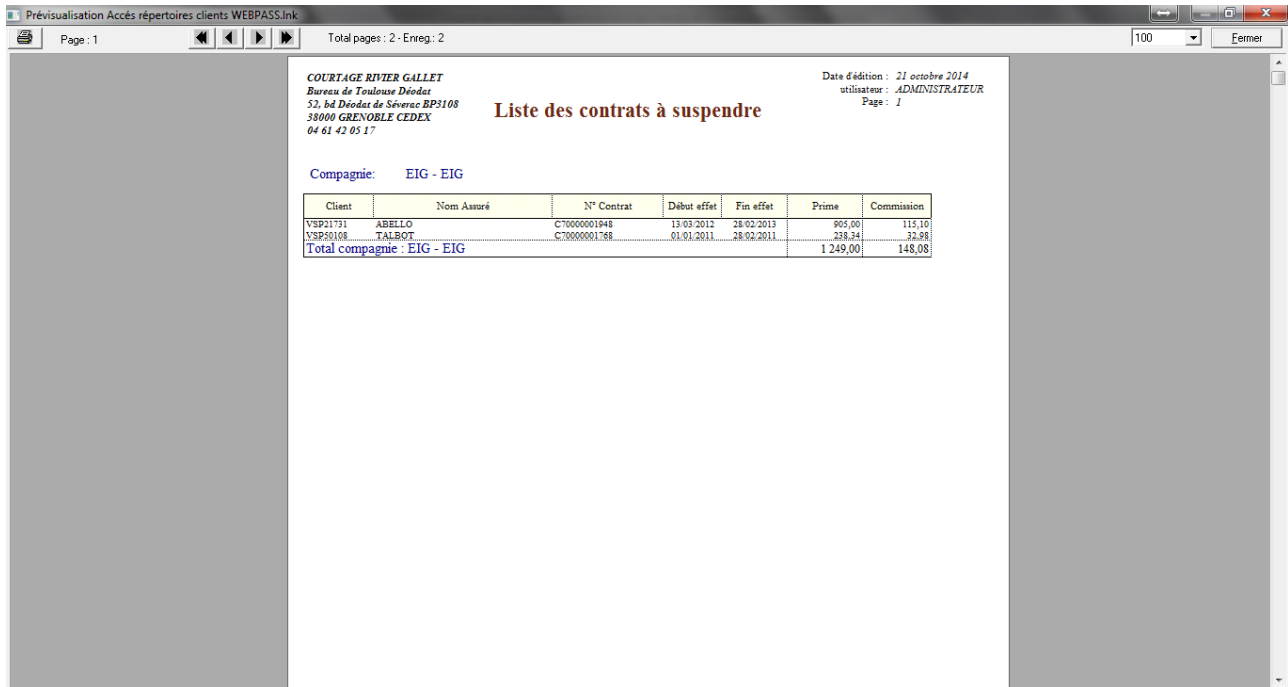 Prévisualisation Accés répertoires clients WEBPASS.lnk
Page : 1 Total pages : 2 - Enreg.: 2 100 Fermer
COURTAGE RIVIER GALLET
Bureau de Toulouse Déodat
52, bd Déodat de Séverac BP3108
38000 GRENOBLE CEDEX
04 61 42 05 17
Liste des contrats à suspendre
Date d'édition : 21 octobre 2014
utilisateur : ADMINISTRATEUR
Page : 1
Compagnie: EIG - EIG
Client Nom Assuré N° Contrat Début effet Fin effet Prime Commission
VSP21731 ABELLO C70000001948 13/03/2012 28/02/2013 905,00 115,10
VSP50108 TALBOT C70000001768 01/01/2011 28/02/2011 238,34 32,98
Total compagnie : EIG - EIG 1 249,00 148,08